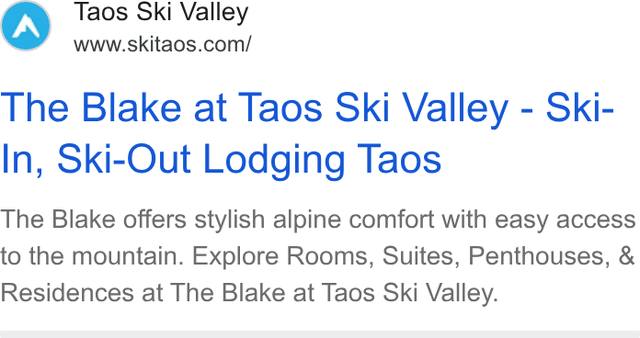 Taos Ski Valley
www.skitaos.com/
The Blake at Taos Ski Valley - Ski-
In, Ski-Out Lodging Taos
The Blake offers stylish alpine comfort with easy access
to the mountain. Explore Rooms, Suites, Penthouses, &
Residences at The Blake at Taos Ski Valley.